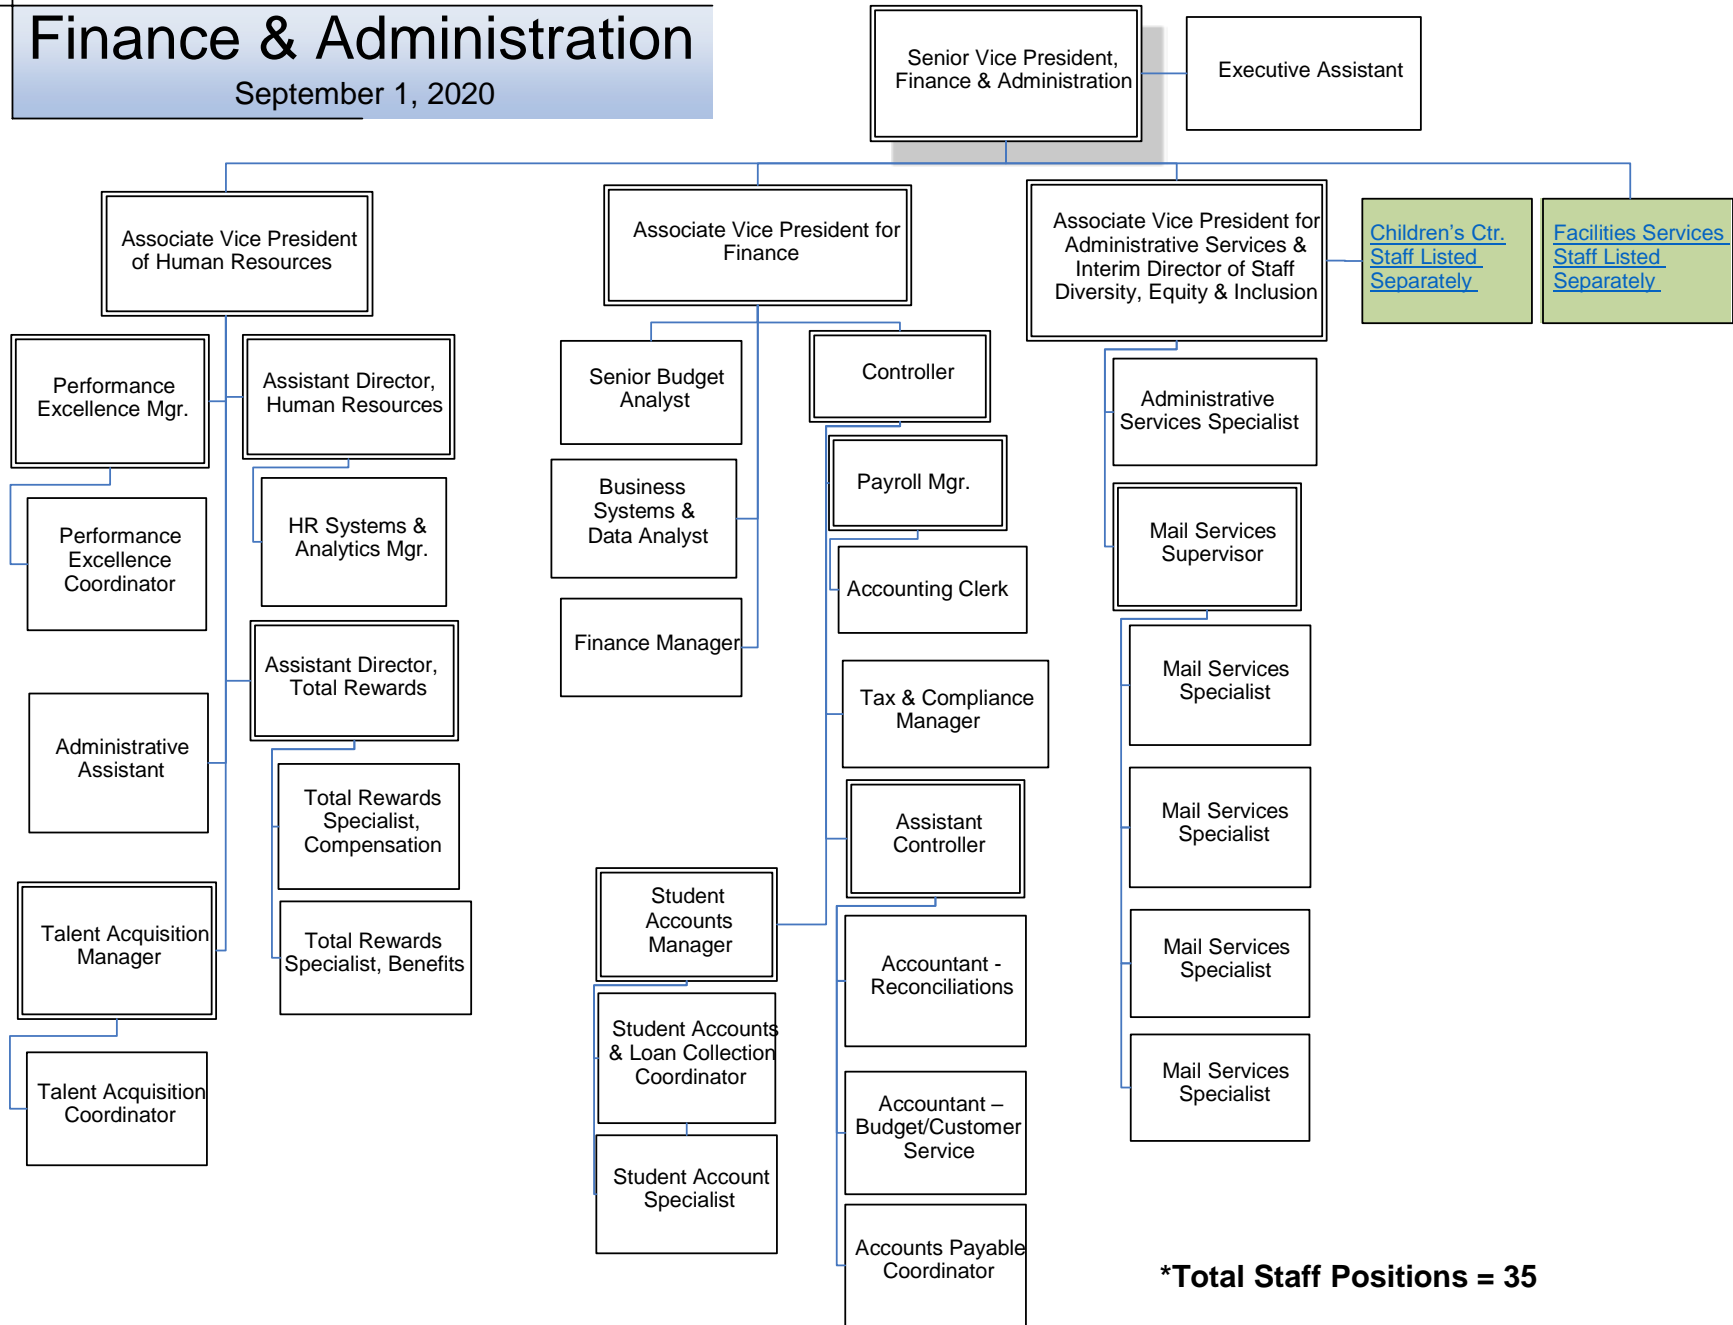 Finance & Administration
September 1, 2020
Senior Vice President,
Finance & Administration
Executive Assistant
Associate Vice President
of Human Resources
Associate Vice President for
Finance
Associate Vice President for
Administrative Services &
Interim Director of Staff
Diversity, Equity & Inclusion
Children’s Ctr.
Staff Listed
Separately
Facilities Services
Staff Listed
Separately
Performance
Excellence Mgr.
Performance
Excellence
Coordinator
Administrative
Assistant
Talent Acquisition
Manager
Talent Acquisition
Coordinator
Assistant Director,
Human Resources
HR Systems &
Analytics Mgr.
Assistant Director,
Total Rewards
Total Rewards
Specialist,
Compensation
Total Rewards
Specialist, Benefits
Senior Budget
Analyst
Business
Systems &
Data Analyst
Finance Manager
Controller
Payroll Mgr.
Accounting Clerk
Tax & Compliance
Manager
Assistant
Controller
Accountant -
Reconciliations
Accountant –
Budget/Customer
Service
Accounts Payable
Coordinator
Student
Accounts
Manager
Student Accounts
& Loan Collection
Coordinator
Student Account
Specialist
Administrative
Services Specialist
Mail Services
Supervisor
Mail Services
Specialist
Mail Services
Specialist
Mail Services
Specialist
Mail Services
Specialist
*Total Staff Positions = 35